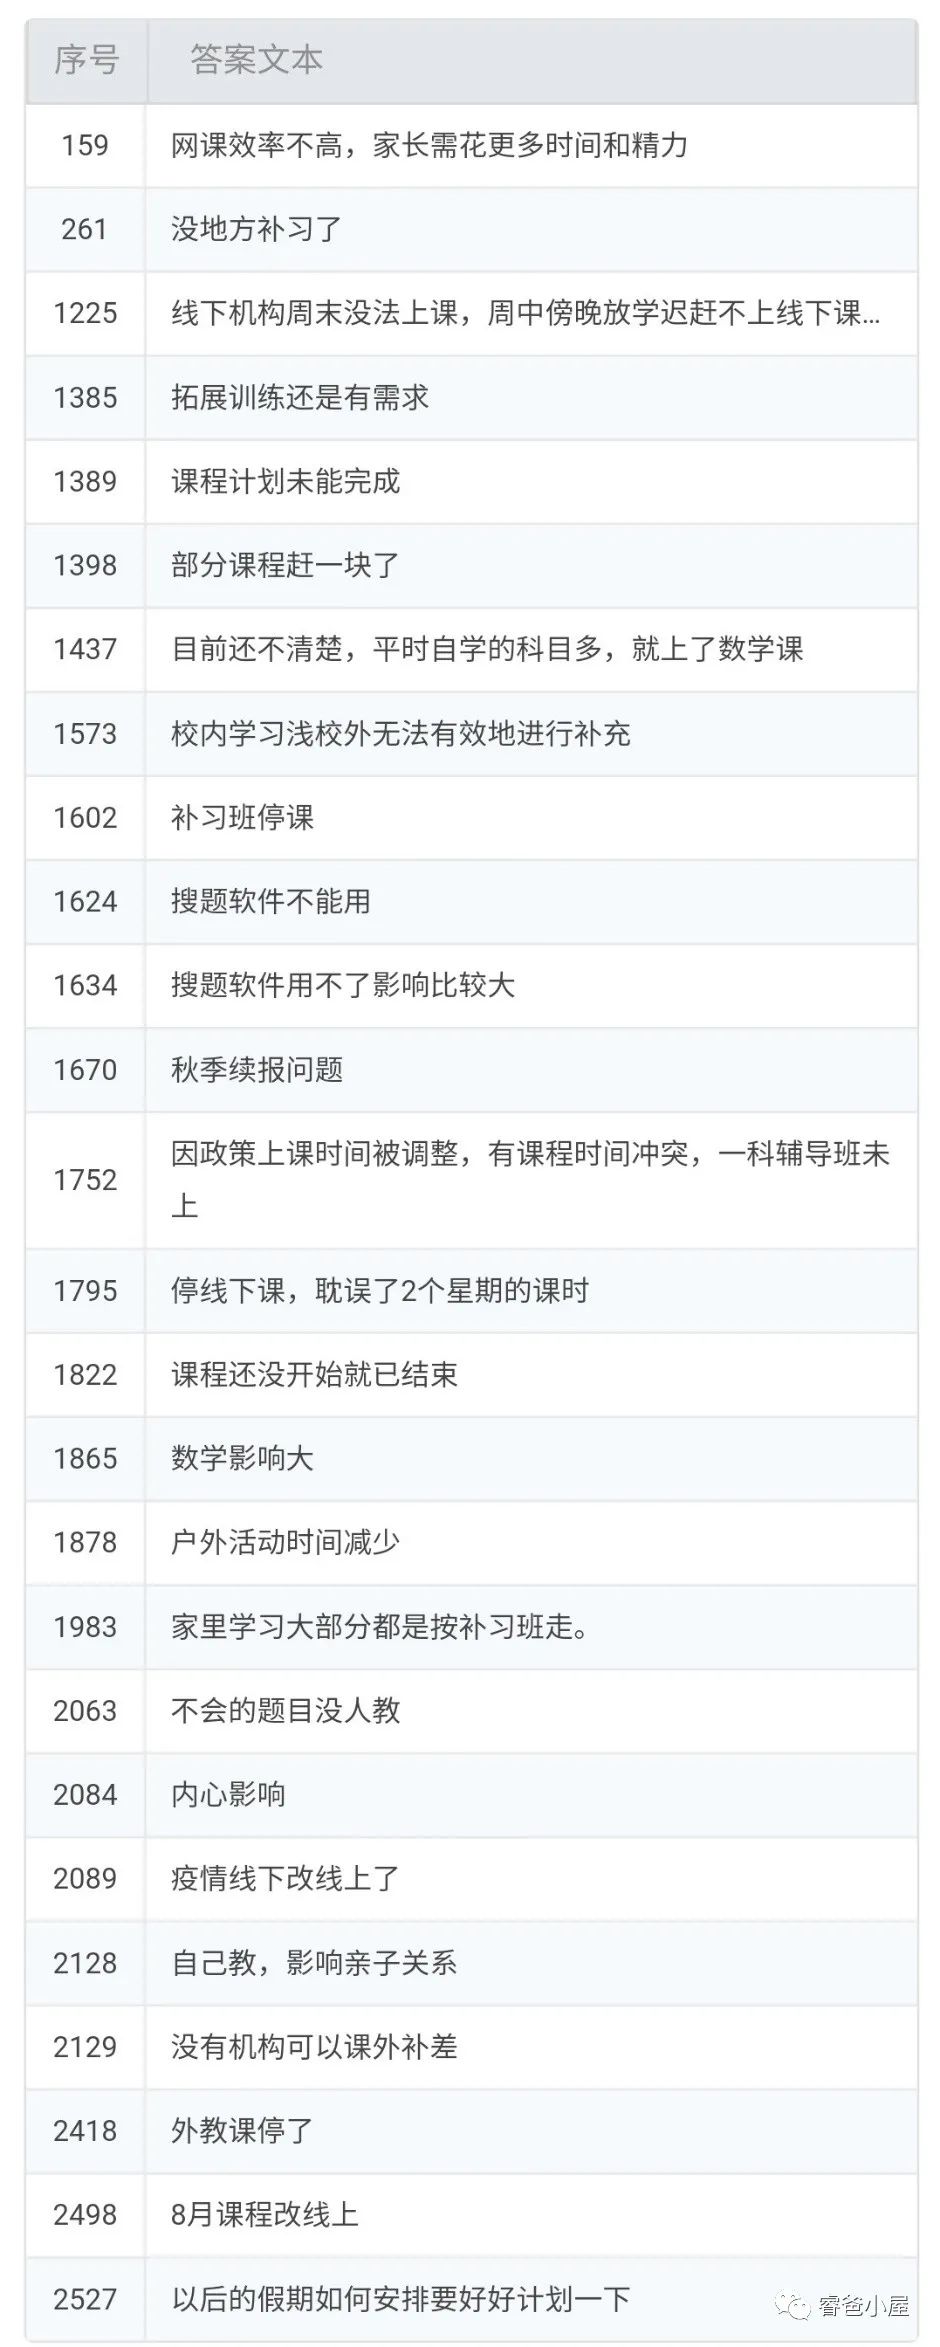 序号 答案文本
159 网课效率不高，家长需花更多时间和精力
261 没地方补习了
1225 线下机构周末没法上课，周中傍晚放学迟赶不上线下课...
1385 拓展训练还是有需求
1389 课程计划未能完成
1398 部分课程赶一块了
1437 目前还不清楚，平时自学的科目多，就上了数学课
1573 校内学习浅校外无法有效地进行补充
1602 补习班停课
1624 搜题软件不能用
1634 搜题软件用不了影响比较大
1670 秋季续报问题
1752 因政策上课时间被调整，有课程时间冲突，一科辅导班未
上
1795 停线下课，耽误了2个星期的课时
1822 课程还没开始就已结束
1865 数学影响大
1878 户外活动时间减少
1983 家里学习大部分都是按补习班走。
2063 不会的题目没人教
2084 内心影响
2089 疫情线下改线上了
2128 自己教，影响亲子关系
2129 没有机构可以课外补差
2418 外教课停了
2498 8月课程改线上
2527 以后的假期如何安排要好好计划一下
睿爸小屋